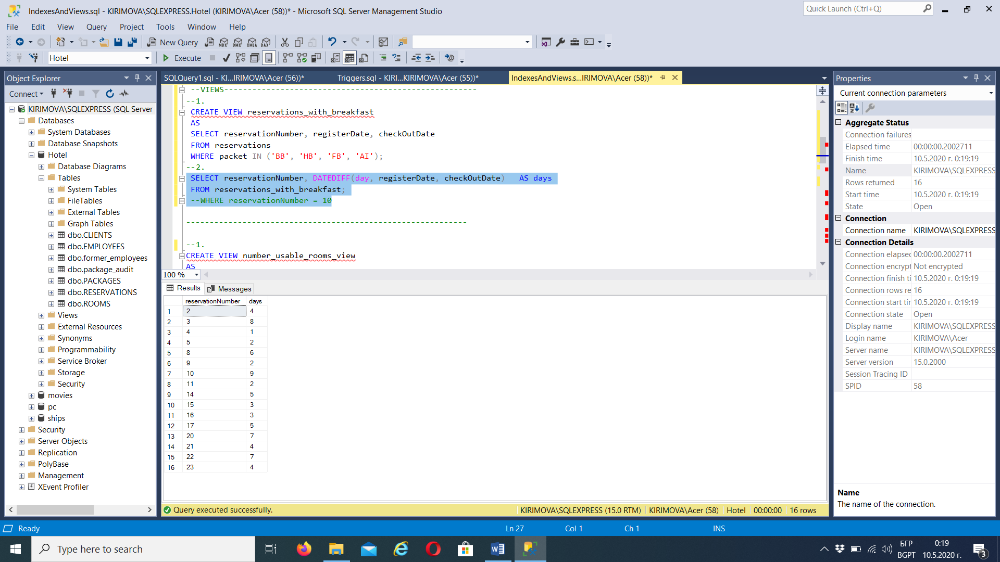 IndexesAndViews.sql - KIRIMOVA\SQLEXPRESS.Hotel (KIRIMOVA\Acer (58))* - Microsoft SQL Server Management Studio
Quick Launch (Ctrl+Q)
File Edit View Query Project Tools Window Help
New Query MDX DMX XMLA DAX
Hotel Execute
Object Explorer
Connect
KIRIMOVA\SQLEXPRESS (SQL Server
Databases
System Databases
Database Snapshots
Hotel
Database Diagrams
Tables
System Tables
FileTables
External Tables
Graph Tables
dbo.CLIENTS
dbo.EMPLOYEES
dbo.former_employees
dbo.package_audit
dbo.PACKAGES
dbo.RESERVATIONS
dbo.ROOMS
Views
External Resources
Synonyms
Programmability
Service Broker
Storage
Security
movies
pc
ships
Security
Server Objects
Replication
PolyBase
Management
XEvent Profiler
SQLQuery1.sql - KI...IRIMOVA\Acer (56))* Triggers.sql - KIRI...KIRIMOVA\Acer (55))* IndexesAndViews.s...IRIMOVA\Acer (58))*
--VIEWS------------------------------------------------------
--1.
CREATE VIEW reservations_with_breakfast
AS
SELECT reservationNumber, registerDate, checkOutDate
FROM reservations
WHERE packet IN ('BB', 'HB', 'FB', 'AI');
--2.
SELECT reservationNumber, DATEDIFF(day, registerDate, checkOutDate) AS days
FROM reservations_with_breakfast;
--WHERE reservationNumber = 10
------------------------------------------------------------
--1.
CREATE VIEW number_usable_rooms_view
AS
100 %
Results Messages
reservationNumber days
1 2 4
2 3 8
3 4 1
4 5 2
5 8 6
6 9 2
7 10 9
8 11 2
9 14 5
10 15 3
11 16 3
12 17 5
13 20 7
14 21 4
15 22 7
16 23 4
Query executed successfully. KIRIMOVA\SQLEXPRESS (15.0 RTM) KIRIMOVA\Acer (58) Hotel 00:00:00 16 rows
Properties
Current connection parameters
Aggregate Status
Connection failures
Elapsed time 00:00:00.2002711
Finish time 10.5.2020 г. 0:19:19
Name KIRIMOVA\SQLEXPRESS
Rows returned 16
Start time 10.5.2020 г. 0:19:19
State Open
Connection
Connection name KIRIMOVA\SQLEXPRESS
Connection Details
Connection elapsed 00:00:00.2002711
Connection encrypt Not encrypted
Connection finish ti 10.5.2020 г. 0:19:19
Connection rows re 16
Connection start tir 10.5.2020 г. 0:19:19
Connection state Open
Display name KIRIMOVA\SQLEXPRESS
Login name KIRIMOVA\Acer
Server name KIRIMOVA\SQLEXPRESS
Server version 15.0.2000
Session Tracing ID
SPID 58
Name
The name of the connection.
Ready Ln 27 Col 1 Ch 1 INS
Type here to search
БГР
BGPT
0:19
10.5.2020 г.
3